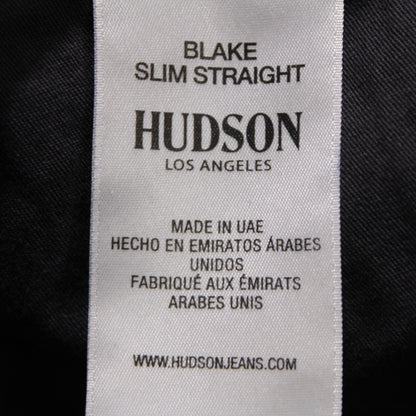 BLAKE
SLIM STRAIGHT
HUDSON
LOS ANGELES
MADE IN UAE
HECHO EN EMIRATOS ÁRABES
UNIDOS
FABRIQUÉ AUX ÉMIRATS
ARABES UNIS
WWW.HUDSONJEANS.COM